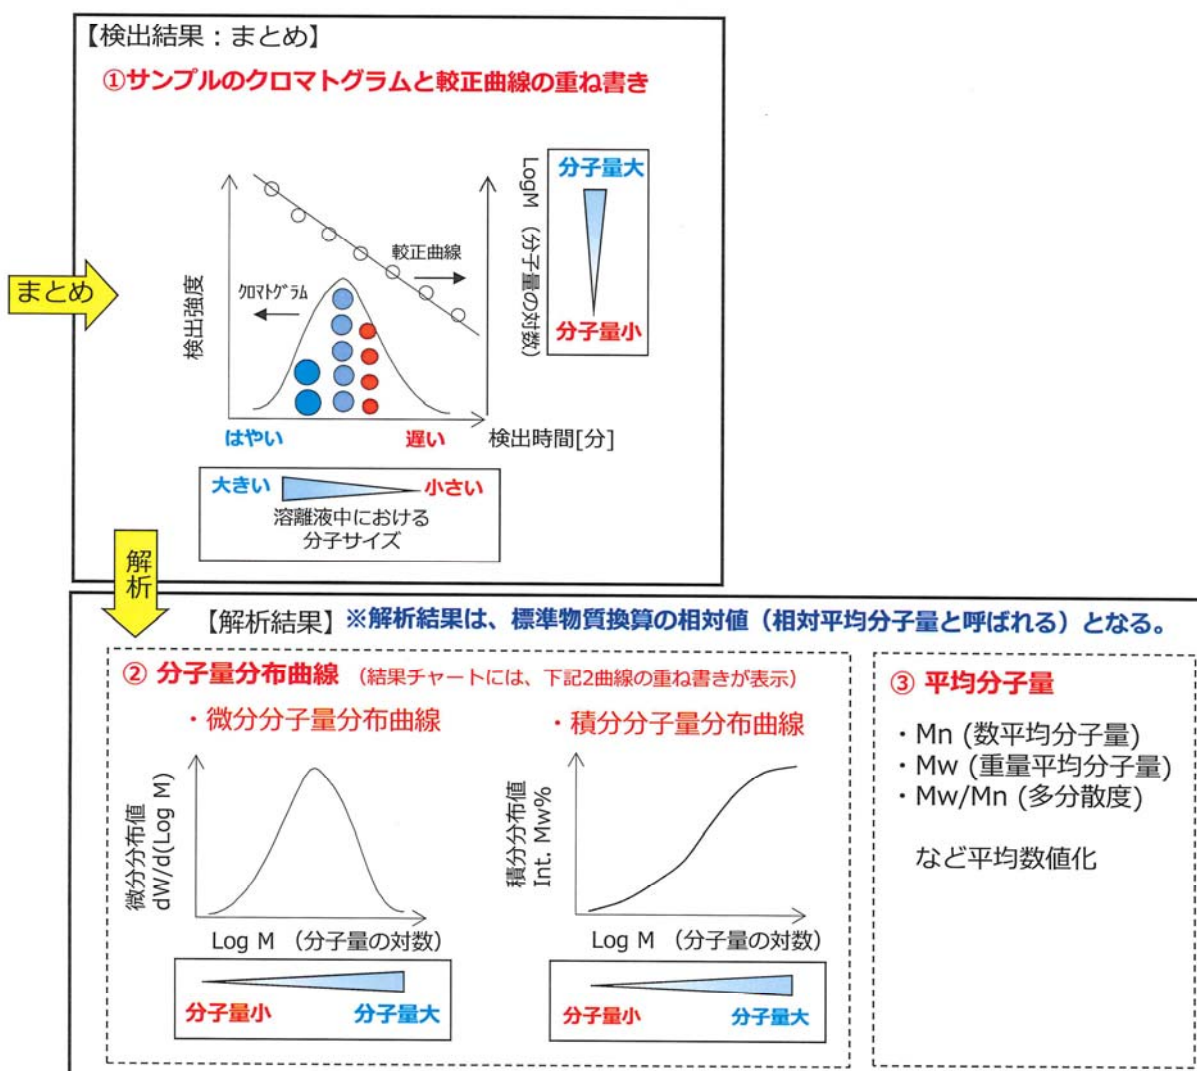 【検出結果：まとめ】
①サンプルのクロマトグラムと較正曲線の重ね書き
まとめ
検出強度
ｸﾛﾏﾄｸﾞﾗﾑ
較正曲線
LogM （分子量の対数）
分子量大
分子量小
はやい
遅い
検出時間[分]
大きい
小さい
溶離液中における
分子サイズ
解析
【解析結果】※解析結果は、標準物質換算の相対値（相対平均分子量と呼ばれる）となる。
② 分子量分布曲線 （結果チャートには、下記2曲線の重ね書きが表示）
・微分分子量分布曲線
微分分布値
dW/d(Log M)
Log M （分子量の対数）
分子量小
分子量大
・積分分子量分布曲線
積分分布値
Int. Mw%
Log M （分子量の対数）
分子量小
分子量大
③ 平均分子量
・Mn (数平均分子量)
・Mw (重量平均分子量)
・Mw/Mn (多分散度)
など平均数値化